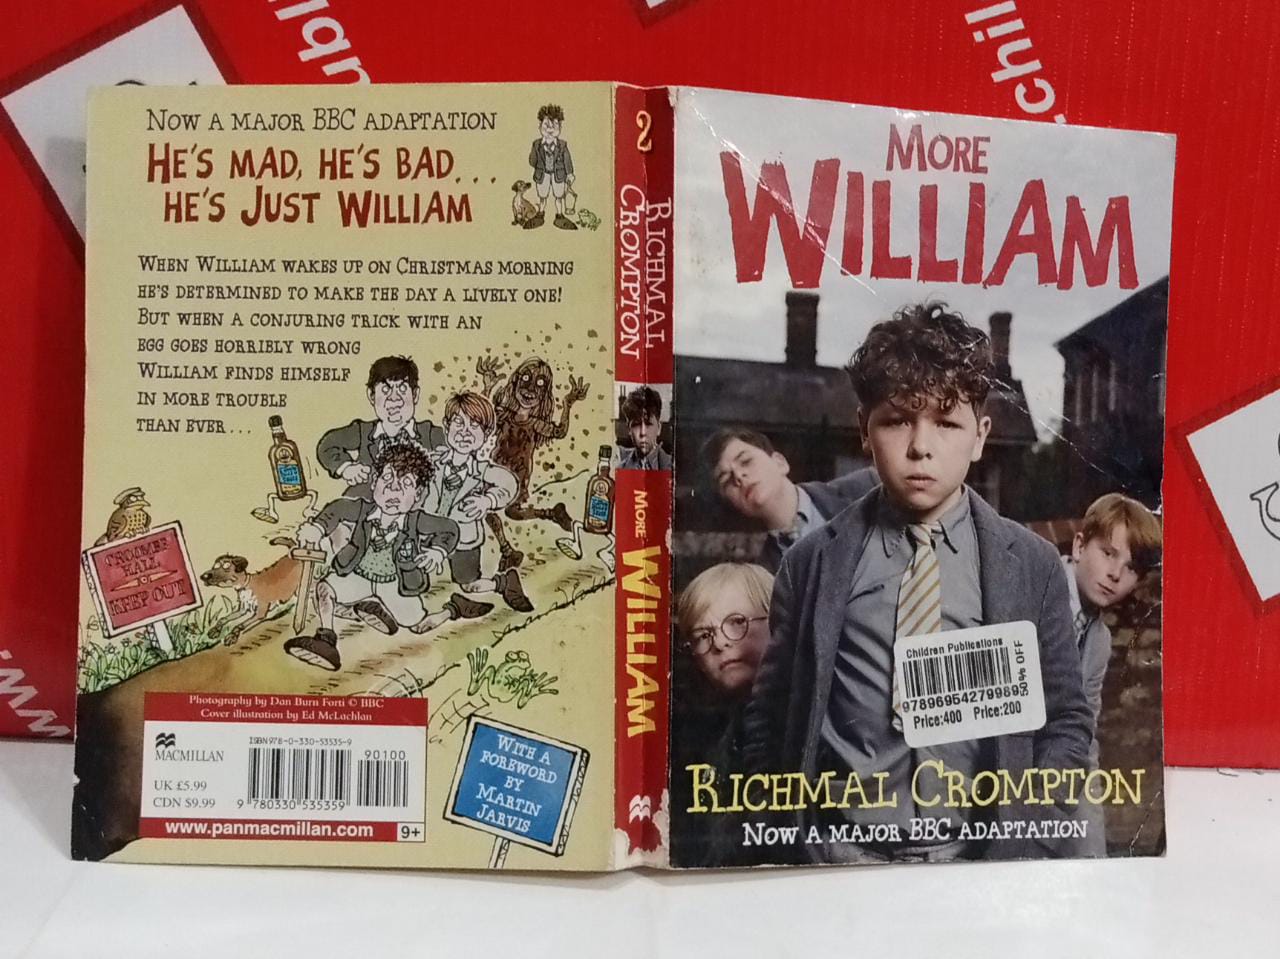 NOW A MAJOR BBC ADAPTATION
HE'S MAD, HE'S BAD...
HE'S JUST WILLIAM
WHEN WILLIAM WAKES UP ON CHRISTMAS MORNING
HE'S DETERMINED TO MAKE THE DAY A LIVELY ONE!
BUT WHEN A CONJURING TRICK WITH AN
EGG GOES HORRIBLY WRONG
WILLIAM FINDS HIMSELF
IN MORE TROUBLE
THAN EVER...
CROOMER
HALL
KEEP OUT
Photography by Dan Burn Forti © BBC
Cover illustration by Ed McLachlan
MACMILLAN
UK £5.99
CDN $9.99
ISBN 978-0-330-53535-9
90100
9 780330 535359
www.panmacmillan.com
9+
WITH A
FOREWORD
BY
MARTIN
JARVIS
2
RICHMAL
CROMPTON
MORE
WILLIAM
MORE
WILLIAM
Children Publications
9789695427989
50% OFF
Price:400 Price:200
RICHMAL CROMPTON
NOW A MAJOR BBC ADAPTATION
chil
www.